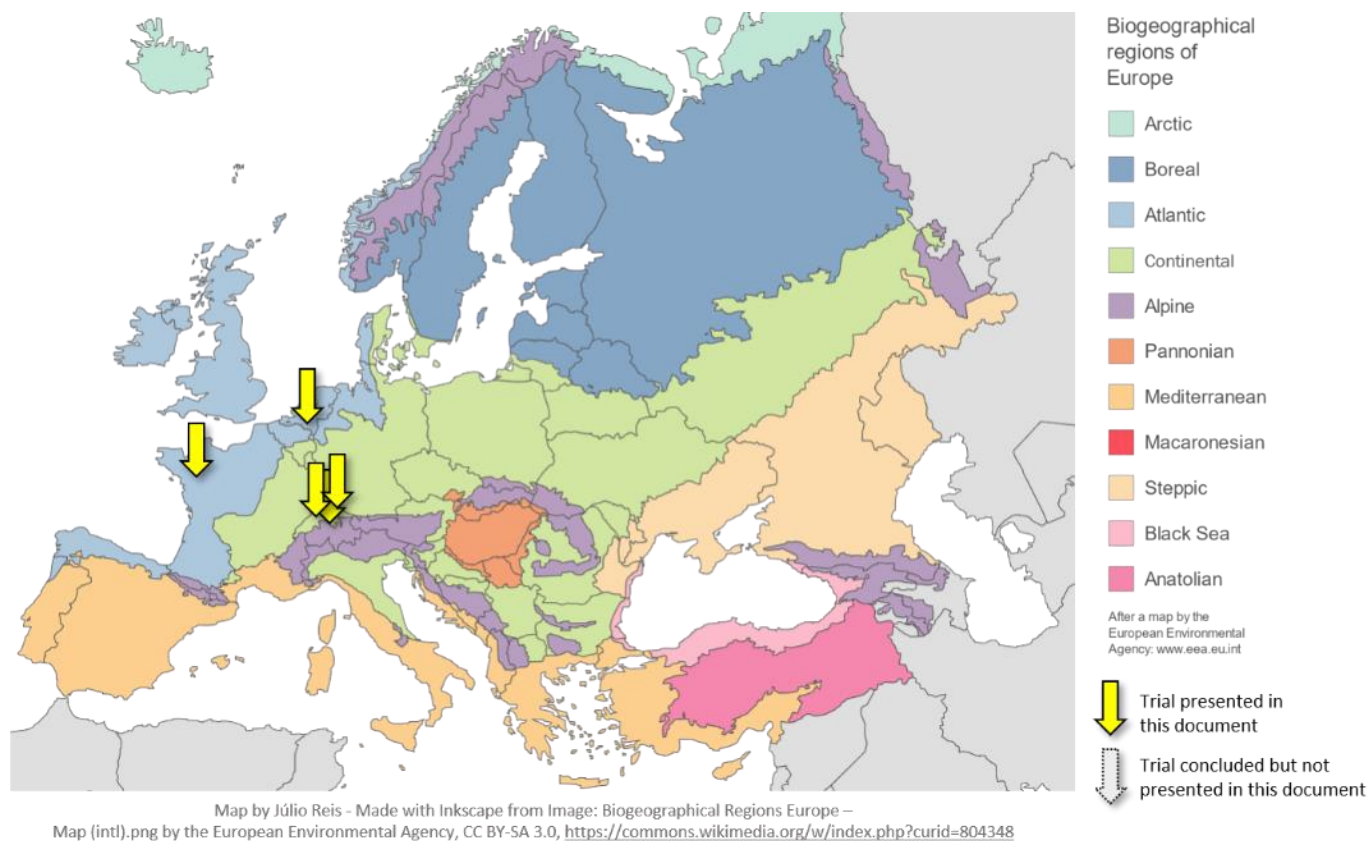 Biogeographical
regions of
Europe
Arctic
Boreal
Atlantic
Continental
Alpine
Pannonian
Mediterranean
Macaronesian
Steppic
Black Sea
Anatolian
After a map by the
European Environmental
Agency: www.eea.eu.int
Trial presented in
this document
Trial concluded but not
presented in this document
Map by Júlio Reis - Made with Inkscape from Image: Biogeographical Regions Europe –
Map (intl).png by the European Environmental Agency, CC BY-SA 3.0, https://commons.wikimedia.org/w/index.php?curid=804348